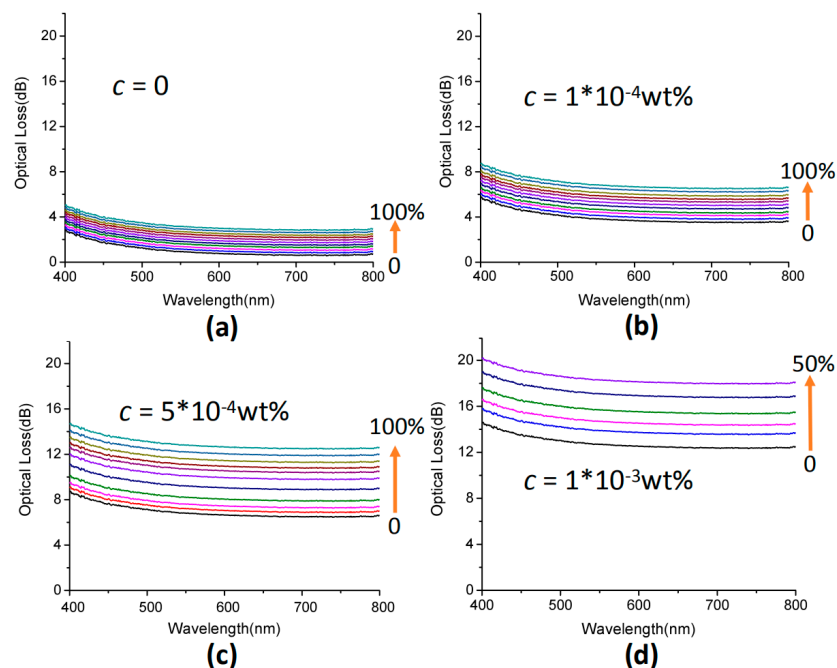 22
20
16
12
8
4
0
Optical Loss(dB)
c = 0
100%
0
400 500 600 700 800
Wavelength(nm)
(a)
22
20
16
12
8
4
0
Optical Loss(dB)
c = 1*10⁻⁴wt%
100%
0
400 500 600 700 800
Wavelength(nm)
(b)
20
16
12
8
4
0
Optical Loss(dB)
c = 5*10⁻⁴wt%
100%
0
400 500 600 700 800
Wavelength(nm)
(c)
20
16
12
8
4
0
Optical Loss(dB)
c = 1*10⁻³wt%
50%
0
400 500 600 700 800
Wavelength(nm)
(d)